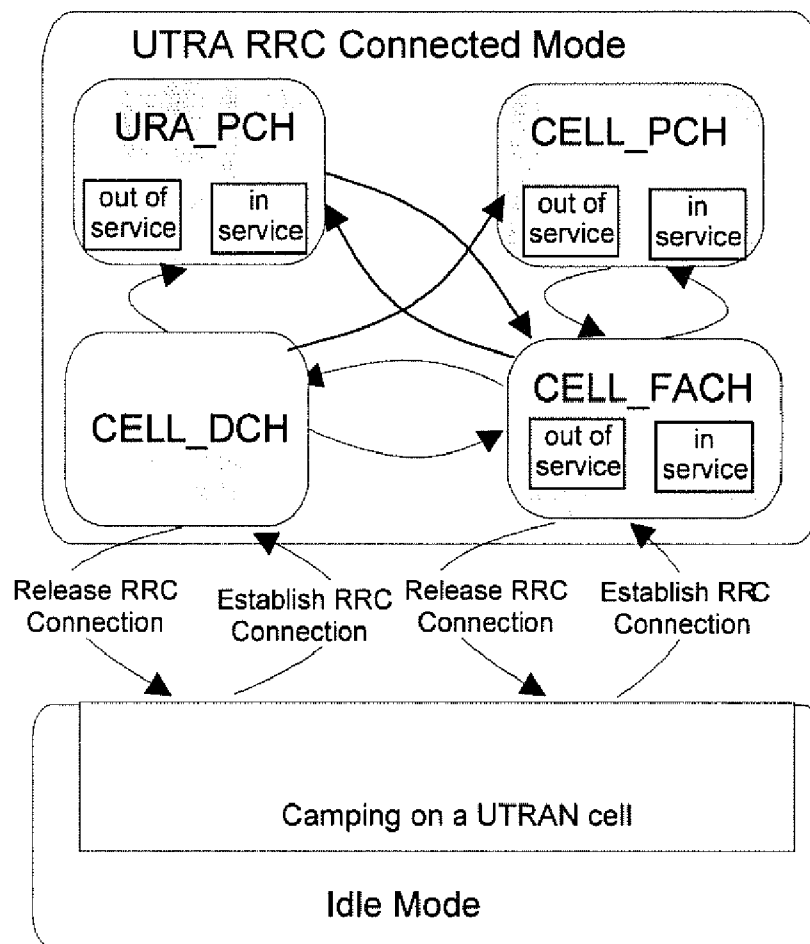 UTRA RRC Connected Mode
URA_PCH
out of
service
in
service
CELL_PCH
out of
service
in
service
CELL_DCH
CELL_FACH
out of
service
in
service
Release RRC
Connection
Establish RRC
Connection
Release RRC
Connection
Establish RRC
Connection
Camping on a UTRAN cell
Idle Mode